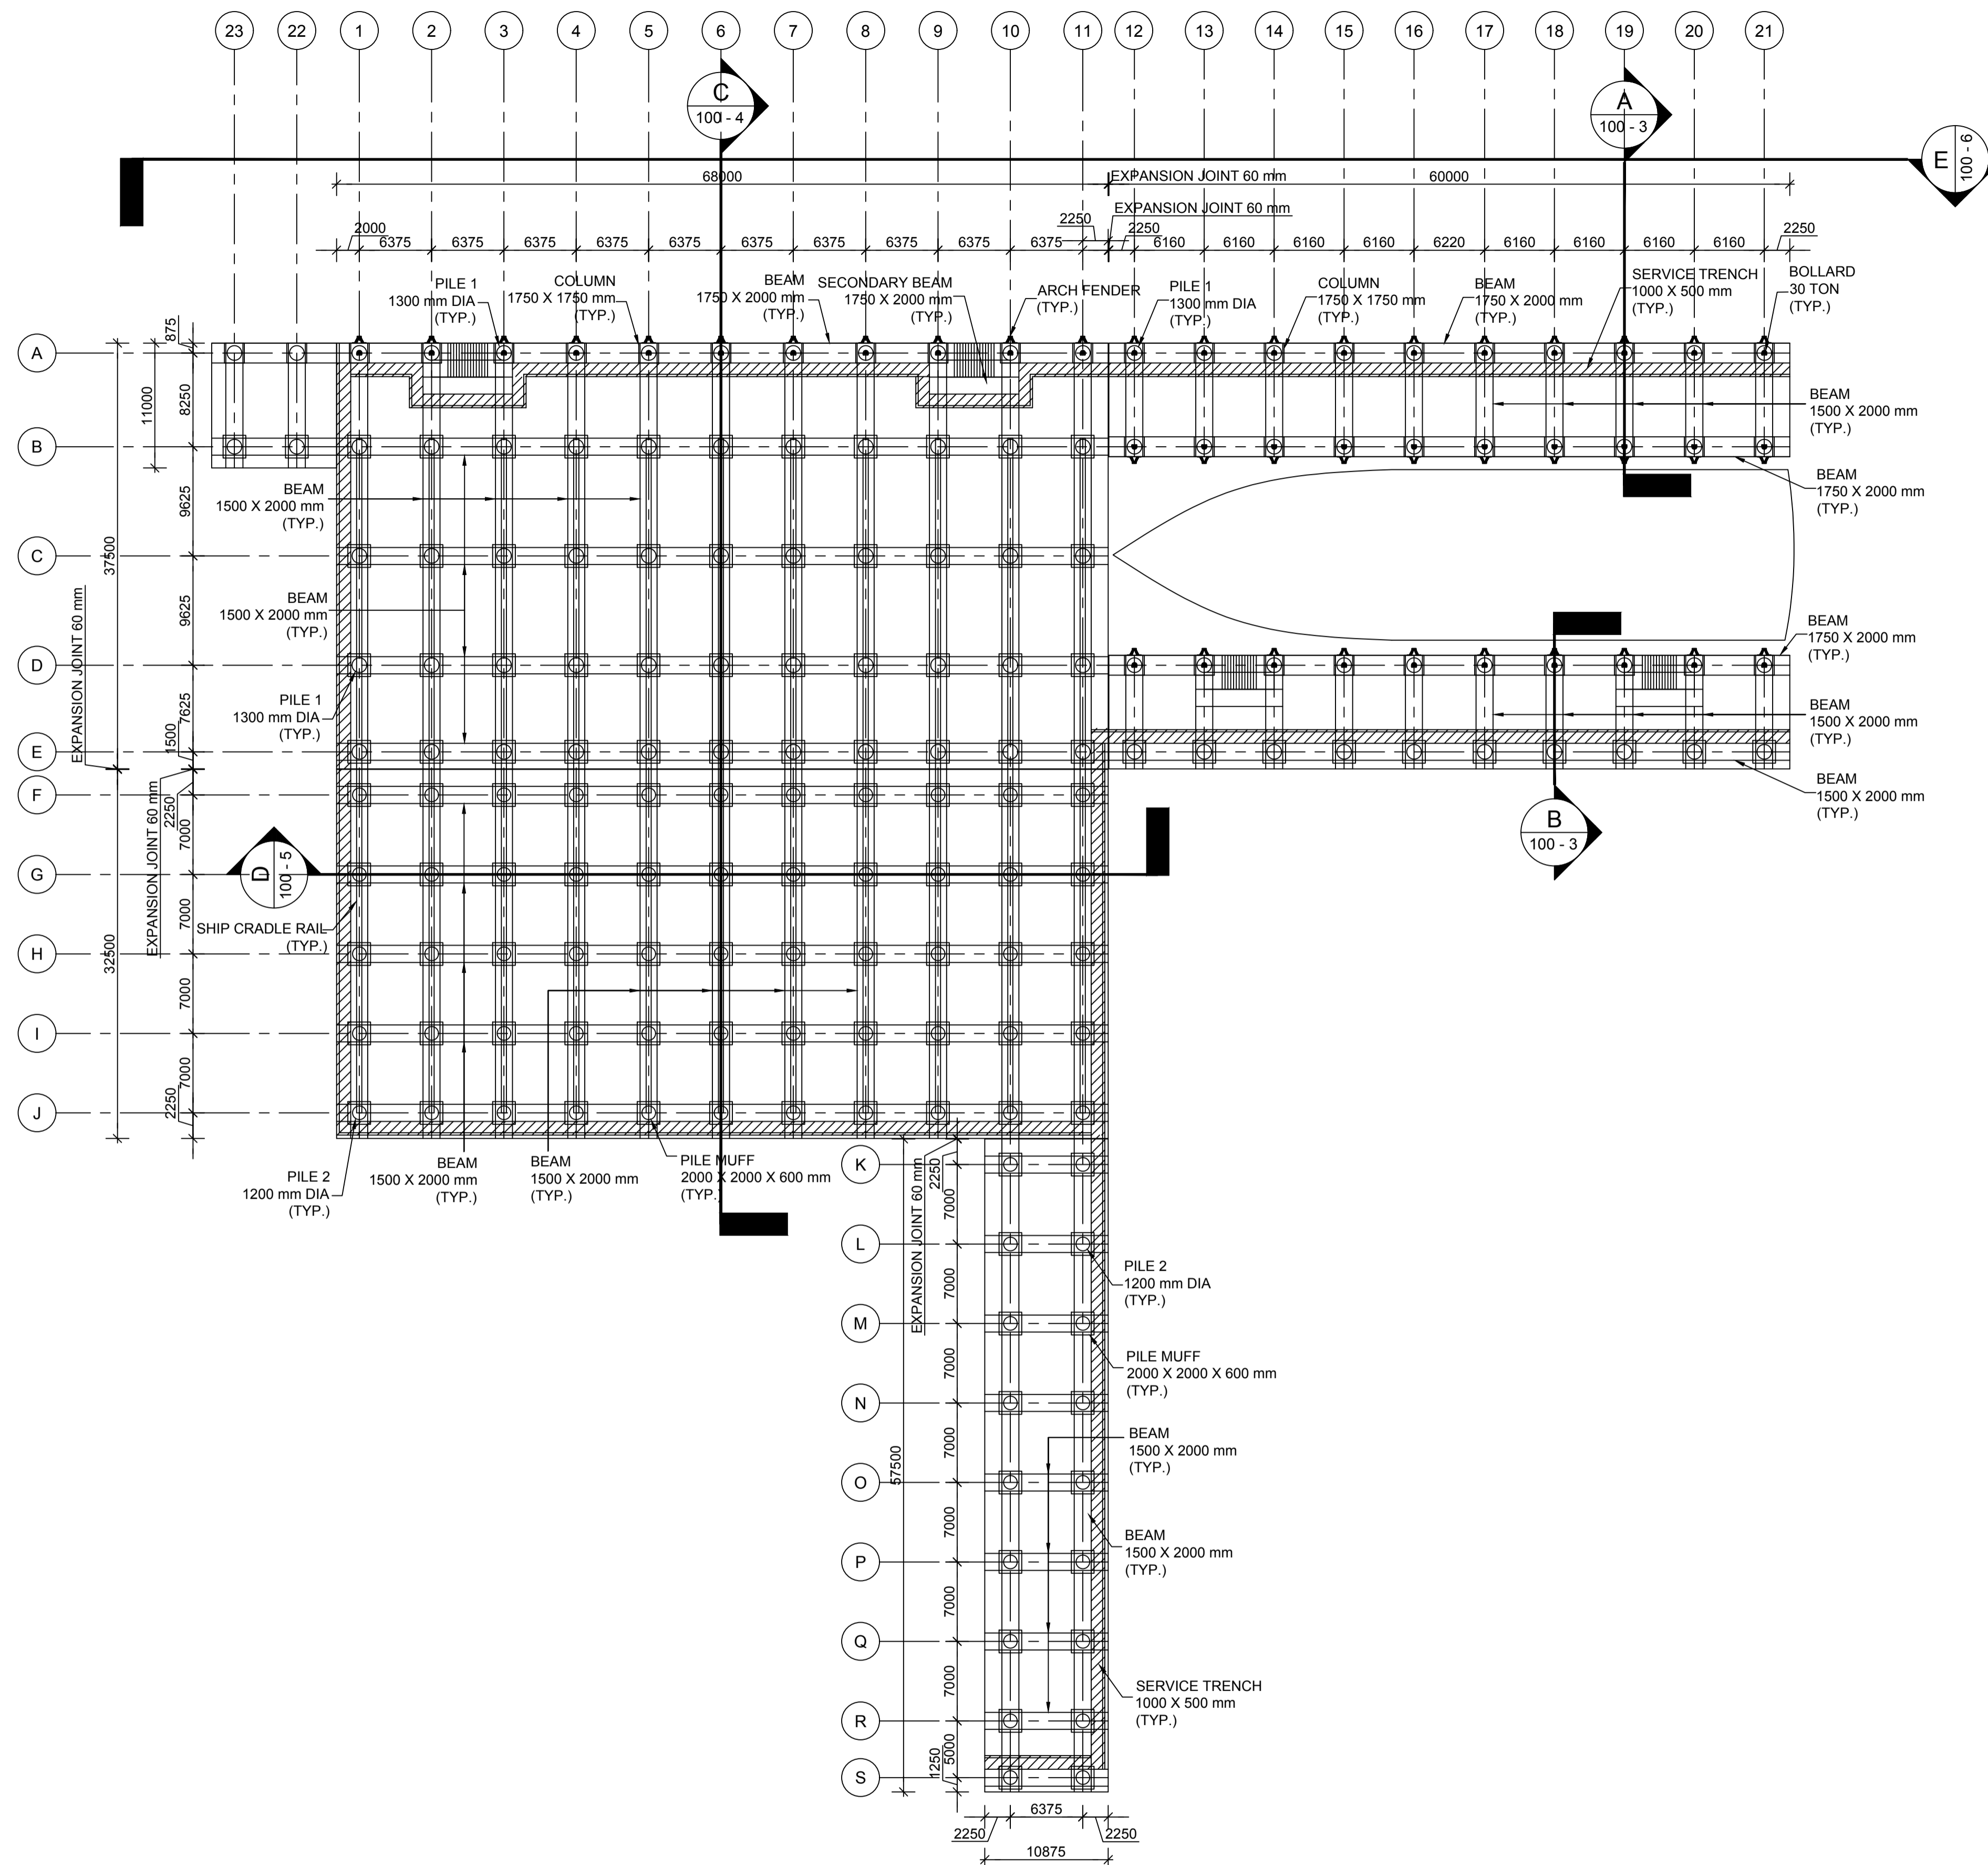 23 22 1 2 3 4 5 6 7 8 9 10 11 12 13 14 15 16 17 18 19 20 21
C
100 - 4
A
100 - 3
E
100 - 6
68000
EXPANSION JOINT 60 mm
60000
EXPANSION JOINT 60 mm
2000
6375 6375 6375 6375 6375 6375 6375 6375 6375 6375
2250
2250
6160 6160 6160 6160 6220 6160 6160 6160 6160
2250
PILE 1
1300 mm DIA
(TYP.)
COLUMN
1750 X 1750 mm
(TYP.)
BEAM
1750 X 2000 mm
(TYP.)
SECONDARY BEAM
1750 X 2000 mm
(TYP.)
ARCH FENDER
(TYP.)
PILE 1
1300 mm DIA
(TYP.)
COLUMN
1750 X 1750 mm
(TYP.)
BEAM
1750 X 2000 mm
(TYP.)
SERVICE TRENCH
1000 X 500 mm
(TYP.)
BOLLARD
30 TON
(TYP.)
A
B
C
D
E
F
G
H
I
J
875
8250
11000
9625
37500
9625
7625
1500
EXPANSION JOINT 60 mm
EXPANSION JOINT 60 mm
2250
7000
7000
32500
7000
7000
2250
BEAM
1500 X 2000 mm
(TYP.)
BEAM
1750 X 2000 mm
(TYP.)
BEAM
1500 X 2000 mm
(TYP.)
BEAM
1500 X 2000 mm
(TYP.)
BEAM
1750 X 2000 mm
(TYP.)
PILE 1
1300 mm DIA
(TYP.)
BEAM
1500 X 2000 mm
(TYP.)
BEAM
1500 X 2000 mm
(TYP.)
B
100 - 3
D
100 - 5
SHIP CRADLE RAIL
(TYP.)
PILE 2
1200 mm DIA
(TYP.)
BEAM
1500 X 2000 mm
(TYP.)
BEAM
1500 X 2000 mm
(TYP.)
PILE MUFF
2000 X 2000 X 600 mm
(TYP.)
K
L
M
N
O
P
Q
R
S
EXPANSION JOINT 60 mm
2250
7000
7000
7000
7000
57500
7000
7000
7000
5000
1250
PILE 2
1200 mm DIA
(TYP.)
PILE MUFF
2000 X 2000 X 600 mm
(TYP.)
BEAM
1500 X 2000 mm
(TYP.)
BEAM
1500 X 2000 mm
(TYP.)
SERVICE TRENCH
1000 X 500 mm
(TYP.)
6375
2250
2250
10875